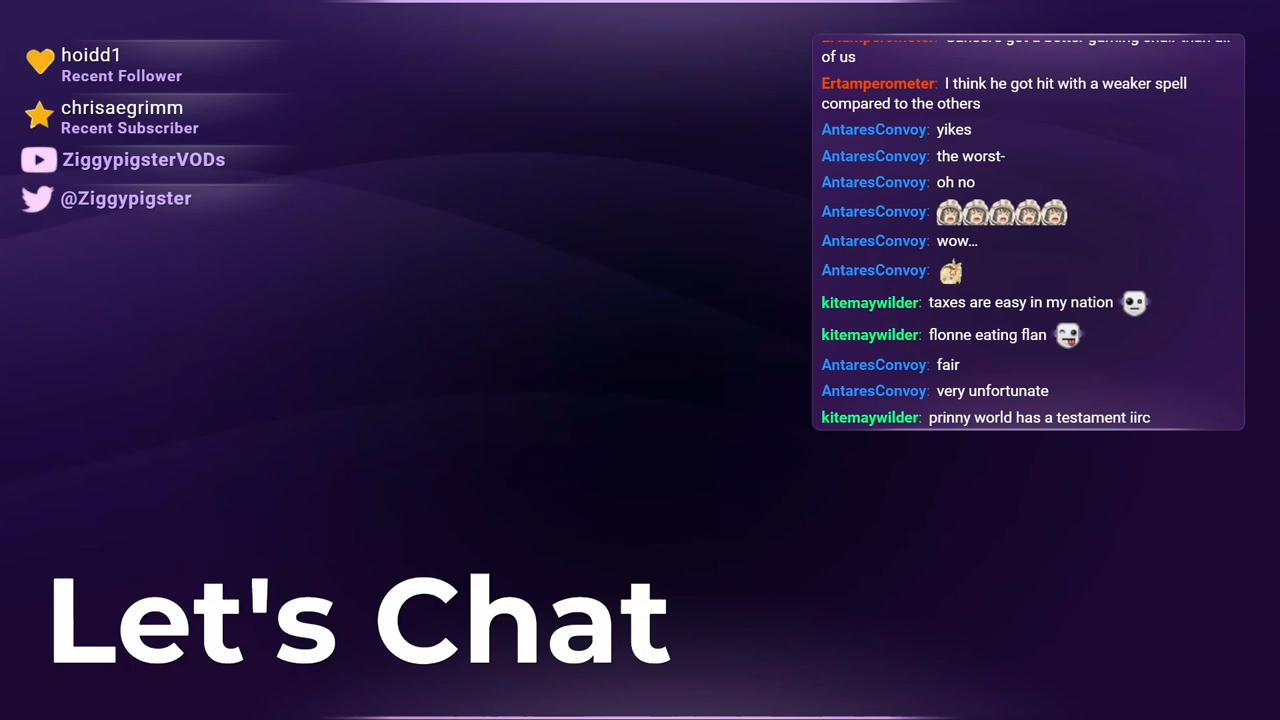 hoidd1
Recent Follower
chrisaegrimm
Recent Subscriber
ZiggypigsterVODs
@Ziggypigster
of us
Ertamperometer: I think he got hit with a weaker spell
compared to the others
AntaresConvoy: yikes
AntaresConvoy: the worst-
AntaresConvoy: oh no
AntaresConvoy:
AntaresConvoy: wow...
AntaresConvoy:
kitemaywilder: taxes are easy in my nation
kitemaywilder: flonne eating flan
AntaresConvoy: fair
AntaresConvoy: very unfortunate
kitemaywilder: prinny world has a testament iirc
Let's Chat